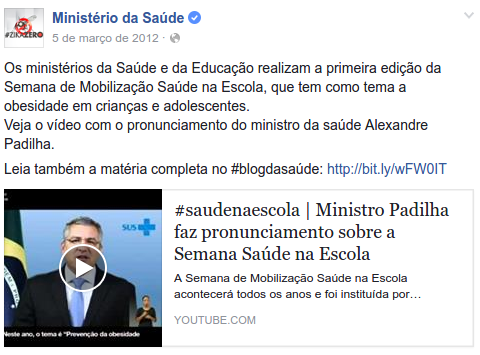 Ministério da Saúde
#ZIKAZERO
5 de março de 2012
Os ministérios da Saúde e da Educação realizam a primeira edição da
Semana de Mobilização Saúde na Escola, que tem como tema a
obesidade em crianças e adolescentes.
Veja o vídeo com o pronunciamento do ministro da saúde Alexandre
Padilha.
Leia também a matéria completa no #blogdasaúde: http://bit.ly/wFW0IT
SUS
Neste ano, o tema é "Prevenção da obesidade
#saudenaescola | Ministro Padilha
faz pronunciamento sobre a
Semana Saúde na Escola
A Semana de Mobilização Saúde na Escola
acontecerá todos os anos e foi instituída por…
YOUTUBE.COM